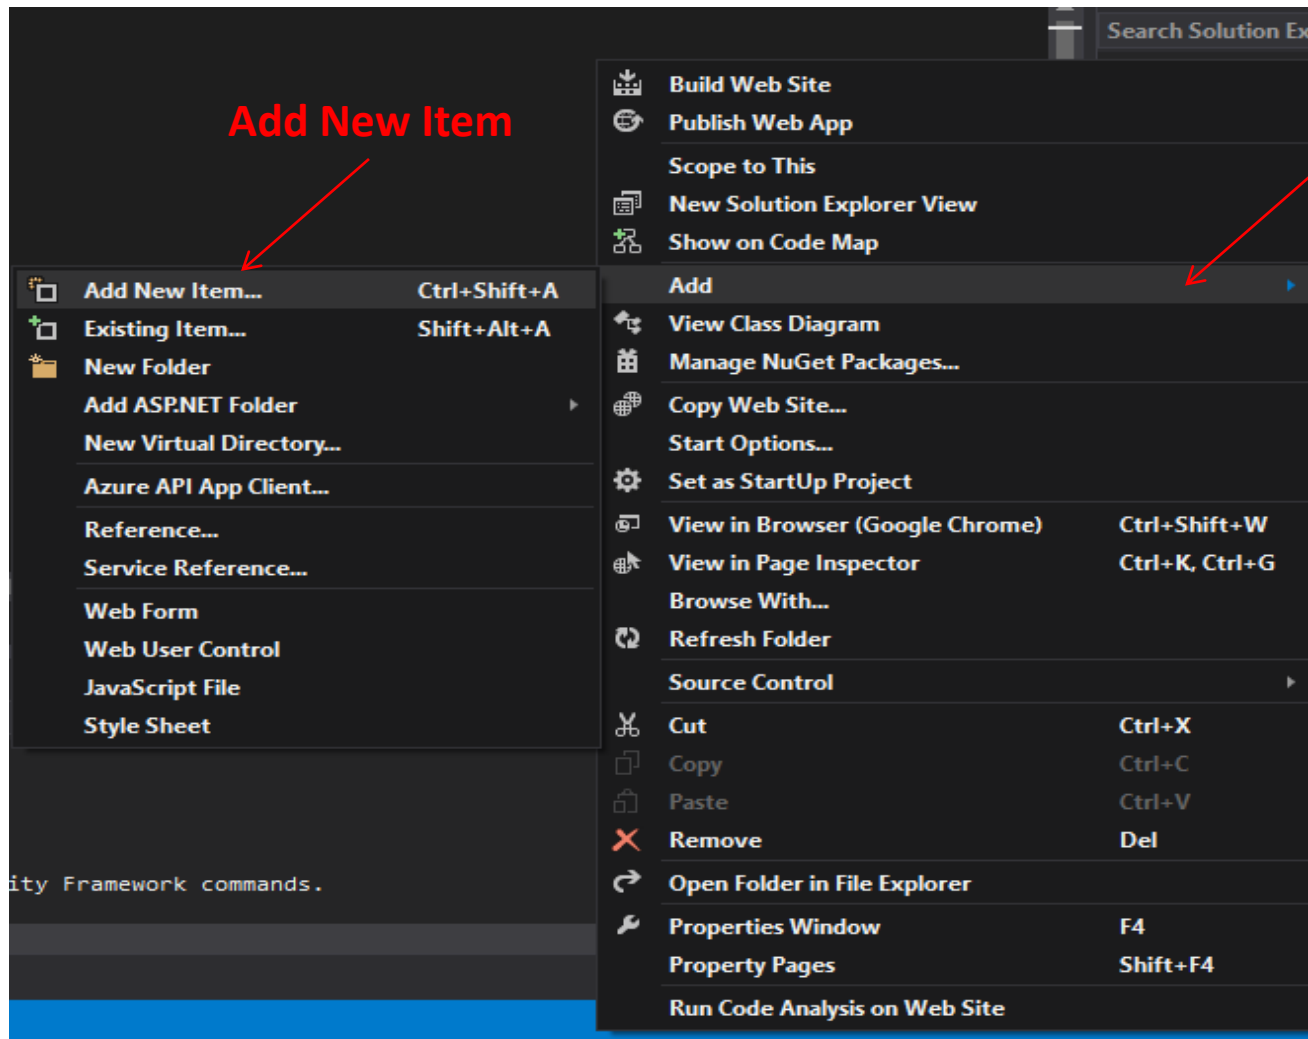 Search Solution Ex
Add New Item
Build Web Site
Publish Web App
Scope to This
New Solution Explorer View
Show on Code Map
Add
View Class Diagram
Manage NuGet Packages...
Copy Web Site...
Start Options...
Set as StartUp Project
View in Browser (Google Chrome) Ctrl+Shift+W
View in Page Inspector Ctrl+K, Ctrl+G
Browse With...
Refresh Folder
Source Control
Cut Ctrl+X
Copy Ctrl+C
Paste Ctrl+V
Remove Del
Open Folder in File Explorer
Properties Window F4
Property Pages Shift+F4
Run Code Analysis on Web Site
Add New Item... Ctrl+Shift+A
Existing Item... Shift+Alt+A
New Folder
Add ASP.NET Folder
New Virtual Directory...
Azure API App Client...
Reference...
Service Reference...
Web Form
Web User Control
JavaScript File
Style Sheet
ity Framework commands.